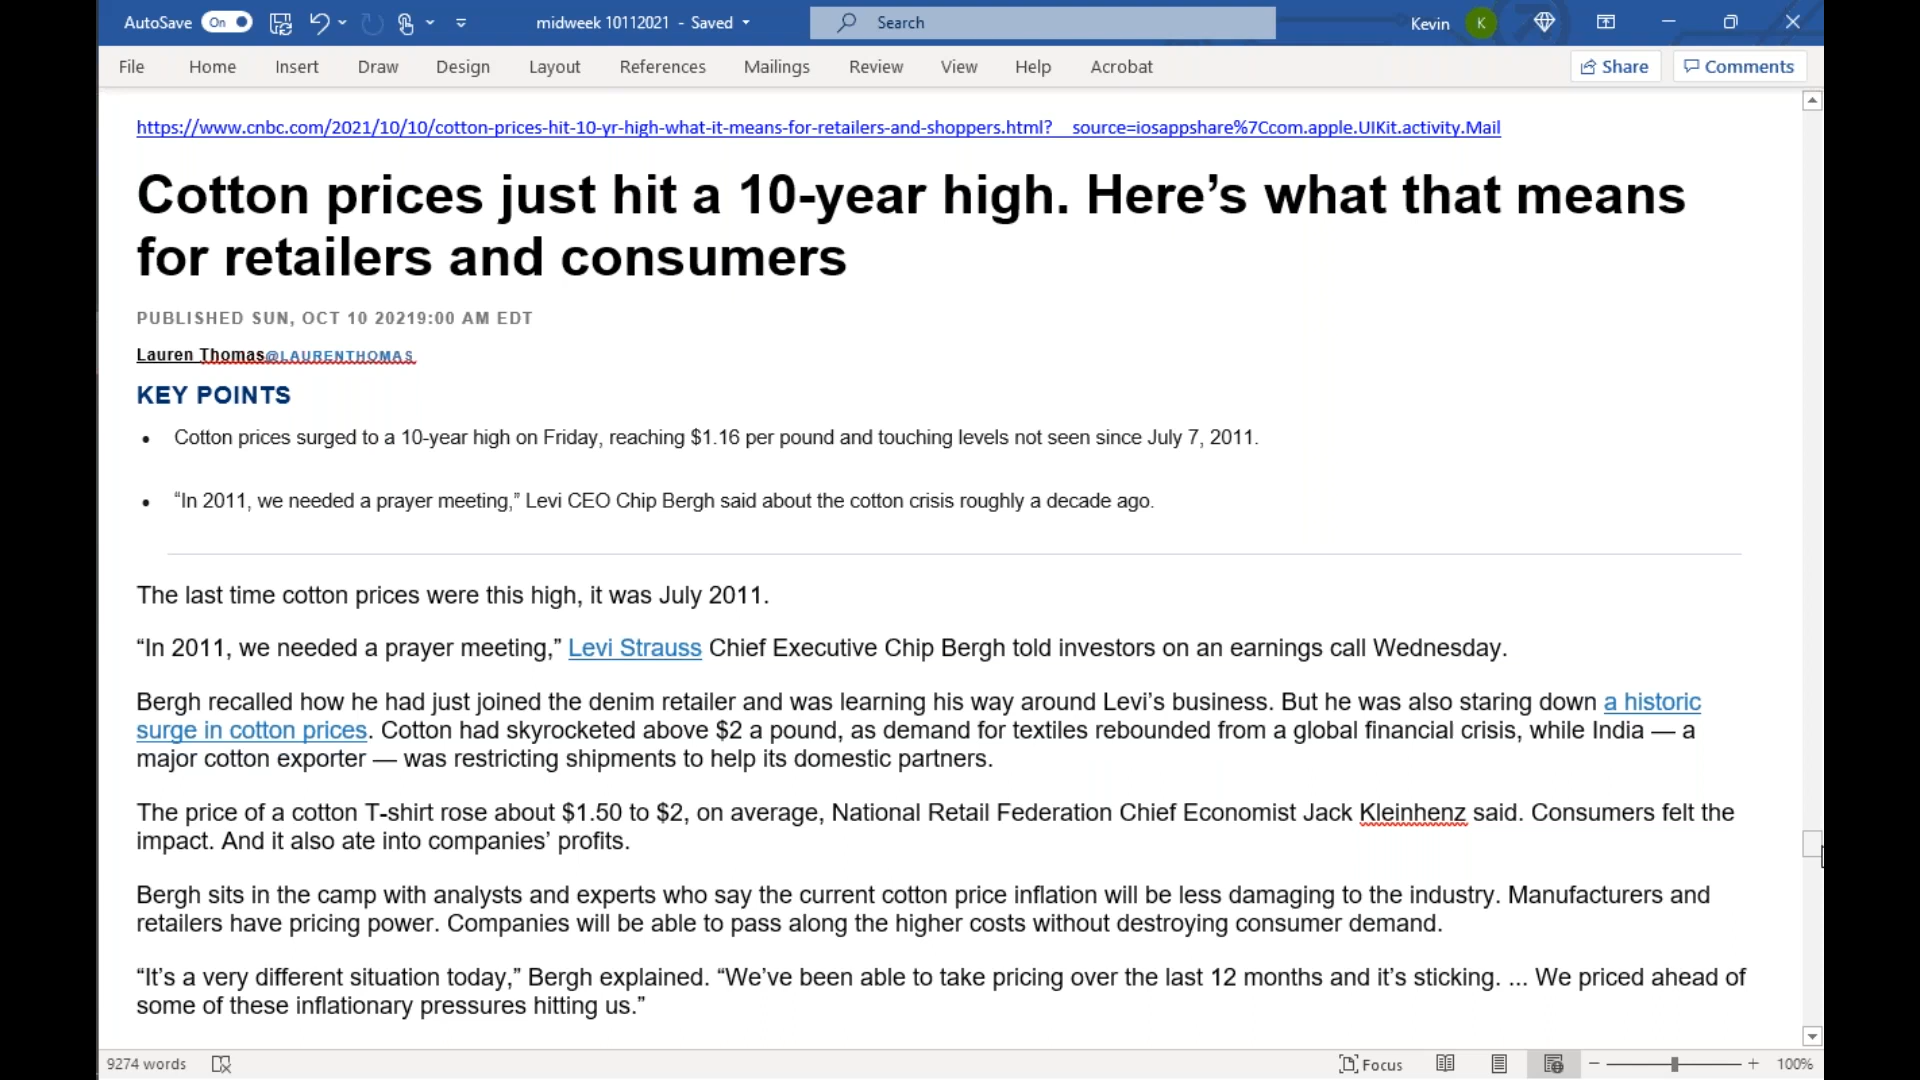 AutoSave On midweek 10112021 - Saved Search Kevin K
File Home Insert Draw Design Layout References Mailings Review View Help Acrobat Share Comments
https://www.cnbc.com/2021/10/10/cotton-prices-hit-10-yr-high-what-it-means-for-retailers-and-shoppers.html?__source=iosappshare%7Ccom.apple.UIKit.activity.Mail
Cotton prices just hit a 10-year high. Here’s what that means
for retailers and consumers
PUBLISHED SUN, OCT 10 20219:00 AM EDT
Lauren Thomas@LAURENTHOMAS
KEY POINTS
• Cotton prices surged to a 10-year high on Friday, reaching $1.16 per pound and touching levels not seen since July 7, 2011.
• “In 2011, we needed a prayer meeting,” Levi CEO Chip Bergh said about the cotton crisis roughly a decade ago.
The last time cotton prices were this high, it was July 2011.
“In 2011, we needed a prayer meeting,” Levi Strauss Chief Executive Chip Bergh told investors on an earnings call Wednesday.
Bergh recalled how he had just joined the denim retailer and was learning his way around Levi’s business. But he was also staring down a historic
surge in cotton prices. Cotton had skyrocketed above $2 a pound, as demand for textiles rebounded from a global financial crisis, while India — a
major cotton exporter — was restricting shipments to help its domestic partners.
The price of a cotton T-shirt rose about $1.50 to $2, on average, National Retail Federation Chief Economist Jack Kleinhenz said. Consumers felt the
impact. And it also ate into companies’ profits.
Bergh sits in the camp with analysts and experts who say the current cotton price inflation will be less damaging to the industry. Manufacturers and
retailers have pricing power. Companies will be able to pass along the higher costs without destroying consumer demand.
“It’s a very different situation today,” Bergh explained. “We’ve been able to take pricing over the last 12 months and it’s sticking. ... We priced ahead of
some of these inflationary pressures hitting us.”
9274 words Focus 100%